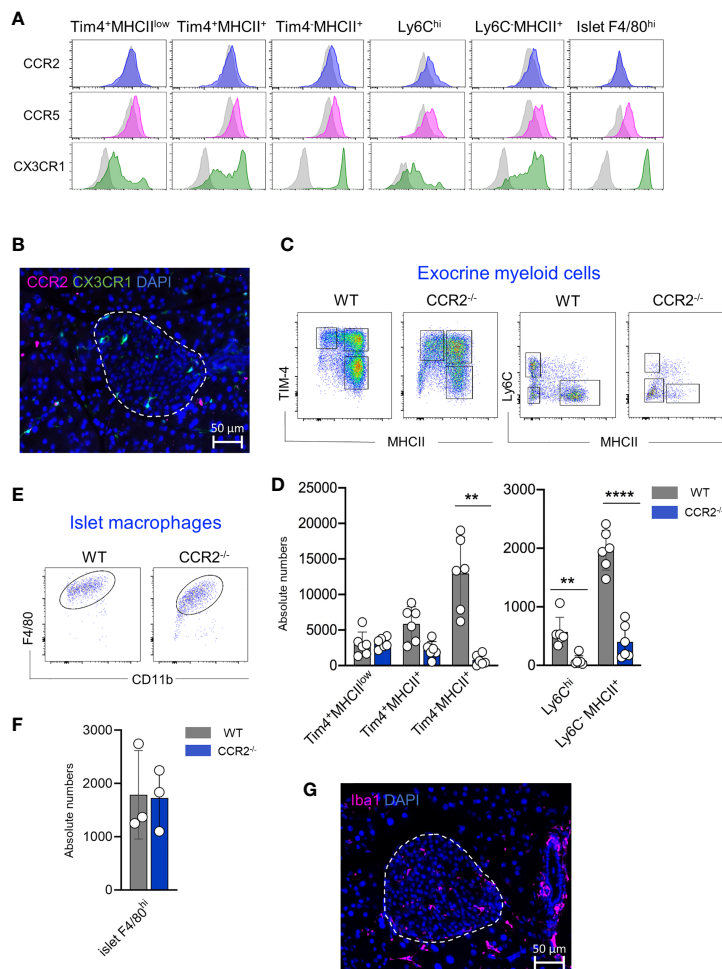 A
Tim4⁺MHCIIˡᵒʷ Tim4⁺MHCII⁺ Tim4⁻MHCII⁺ Ly6Cʰⁱ Ly6C⁻MHCII⁺ Islet F4/80ʰⁱ
CCR2
CCR5
CX3CR1
B
CCR2 CX3CR1 DAPI
50 µm
C
Exocrine myeloid cells
WT CCR2⁻/⁻ WT CCR2⁻/⁻
TIM-4
MHCII
Ly6C
MHCII
E
Islet macrophages
WT CCR2⁻/⁻
F4/80
CD11b
D
Absolute numbers
25000
20000
15000
10000
5000
0
**
Tim4⁺MHCIIˡᵒʷ
Tim4⁺MHCII⁺
Tim4⁻MHCII⁺
3000
2000
1000
0
**
****
WT
CCR2⁻/⁻
Ly6Cʰⁱ
Ly6C⁻ MHCII⁺
F
Absolute numbers
3000
2000
1000
0
WT
CCR2⁻/⁻
islet F4/80ʰⁱ
G
Iba1 DAPI
50 µm